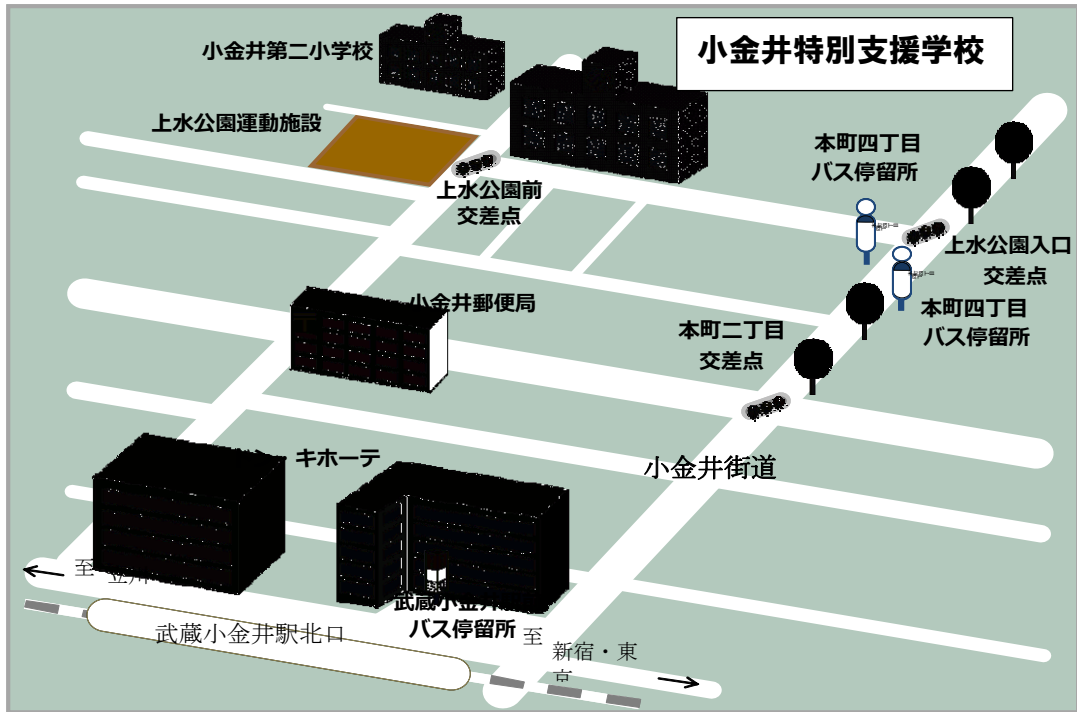 小金井特別支援学校
小金井第二小学校
上水公園運動施設
本町四丁目
バス停留所
上水公園前
交差点
上水公園入口
交差点
小金井郵便局
本町二丁目
交差点
本町四丁目
バス停留所
キホーテ
小金井街道
至
武蔵小金井
バス停留所
武蔵小金井駅北口
至
新宿・東